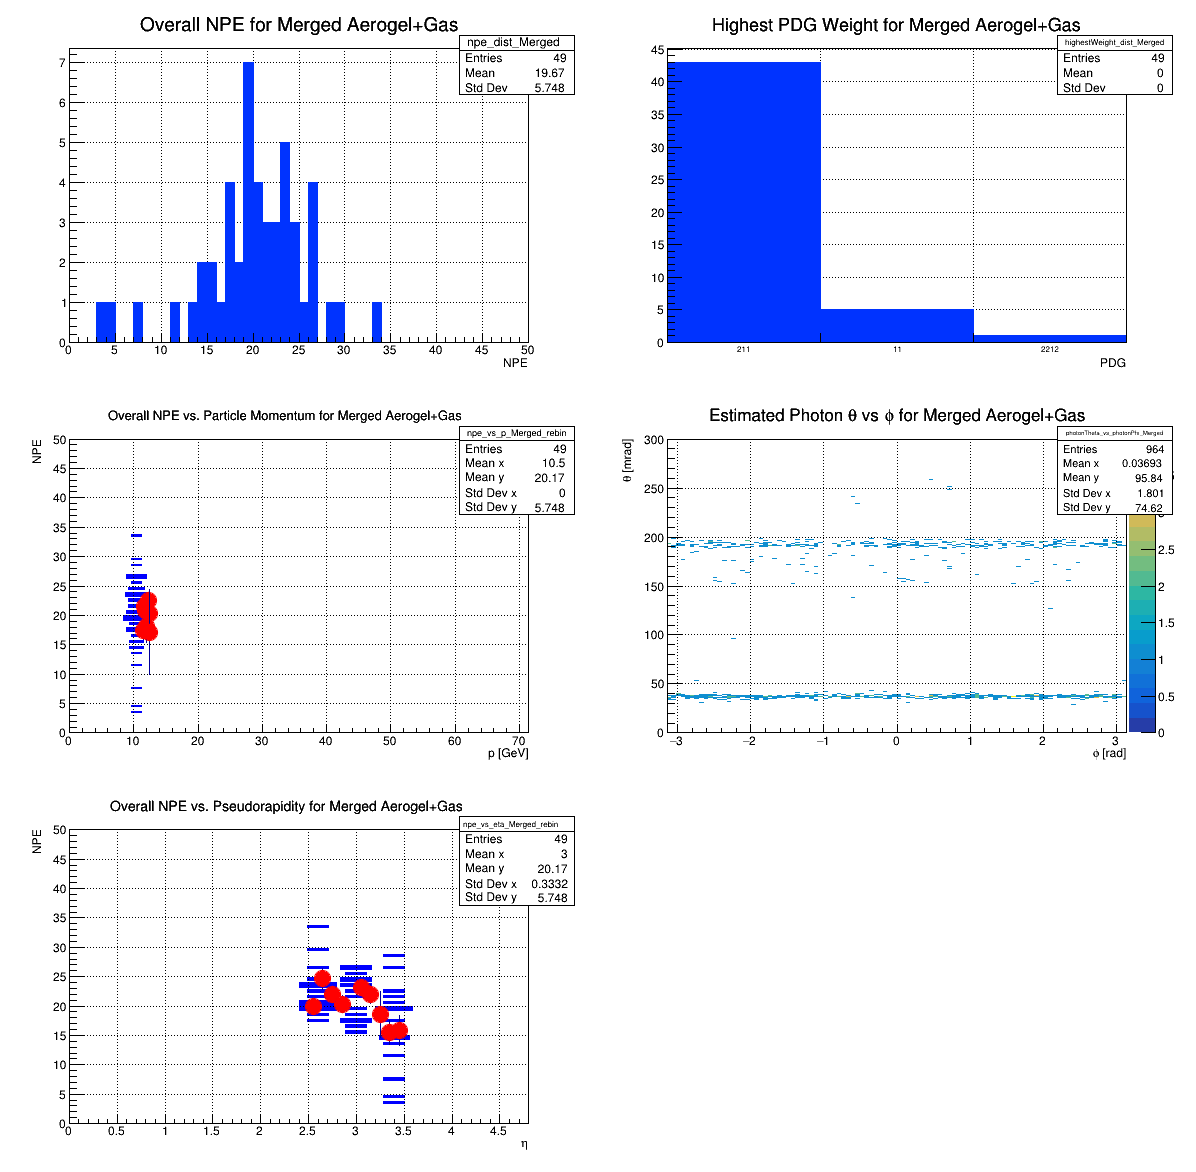 Overall NPE for Merged Aerogel+Gas
npe_dist_Merged
Entries 49
Mean 19.67
Std Dev 5.748
7
6
5
4
3
2
1
0
0 5 10 15 20 25 30 35 40 45 50
NPE
Highest PDG Weight for Merged Aerogel+Gas
highestWeight_dist_Merged
Entries 49
Mean 0
Std Dev 0
45
40
35
30
25
20
15
10
5
0
211 11 2212
PDG
Overall NPE vs. Particle Momentum for Merged Aerogel+Gas
NPE
npe_vs_p_Merged_rebin
Entries 49
Mean x 10.5
Mean y 20.17
Std Dev x 0
Std Dev y 5.748
50
45
40
35
30
25
20
15
10
5
0
0 10 20 30 40 50 60 70
p [GeV]
Estimated Photon θ vs ϕ for Merged Aerogel+Gas
θ [mrad]
photonTheta_vs_photonPhi_Merged
Entries 964
Mean x 0.03693
Mean y 95.84
Std Dev x 1.801
Std Dev y 74.62
300
250
200
150
100
50
0
−3 −2 −1 0 1 2 3
ϕ [rad]
2.5
2
1.5
1
0.5
0
Overall NPE vs. Pseudorapidity for Merged Aerogel+Gas
NPE
npe_vs_eta_Merged_rebin
Entries 49
Mean x 3
Mean y 20.17
Std Dev x 0.3332
Std Dev y 5.748
50
45
40
35
30
25
20
15
10
5
0
0 0.5 1 1.5 2 2.5 3 3.5 4 4.5
η